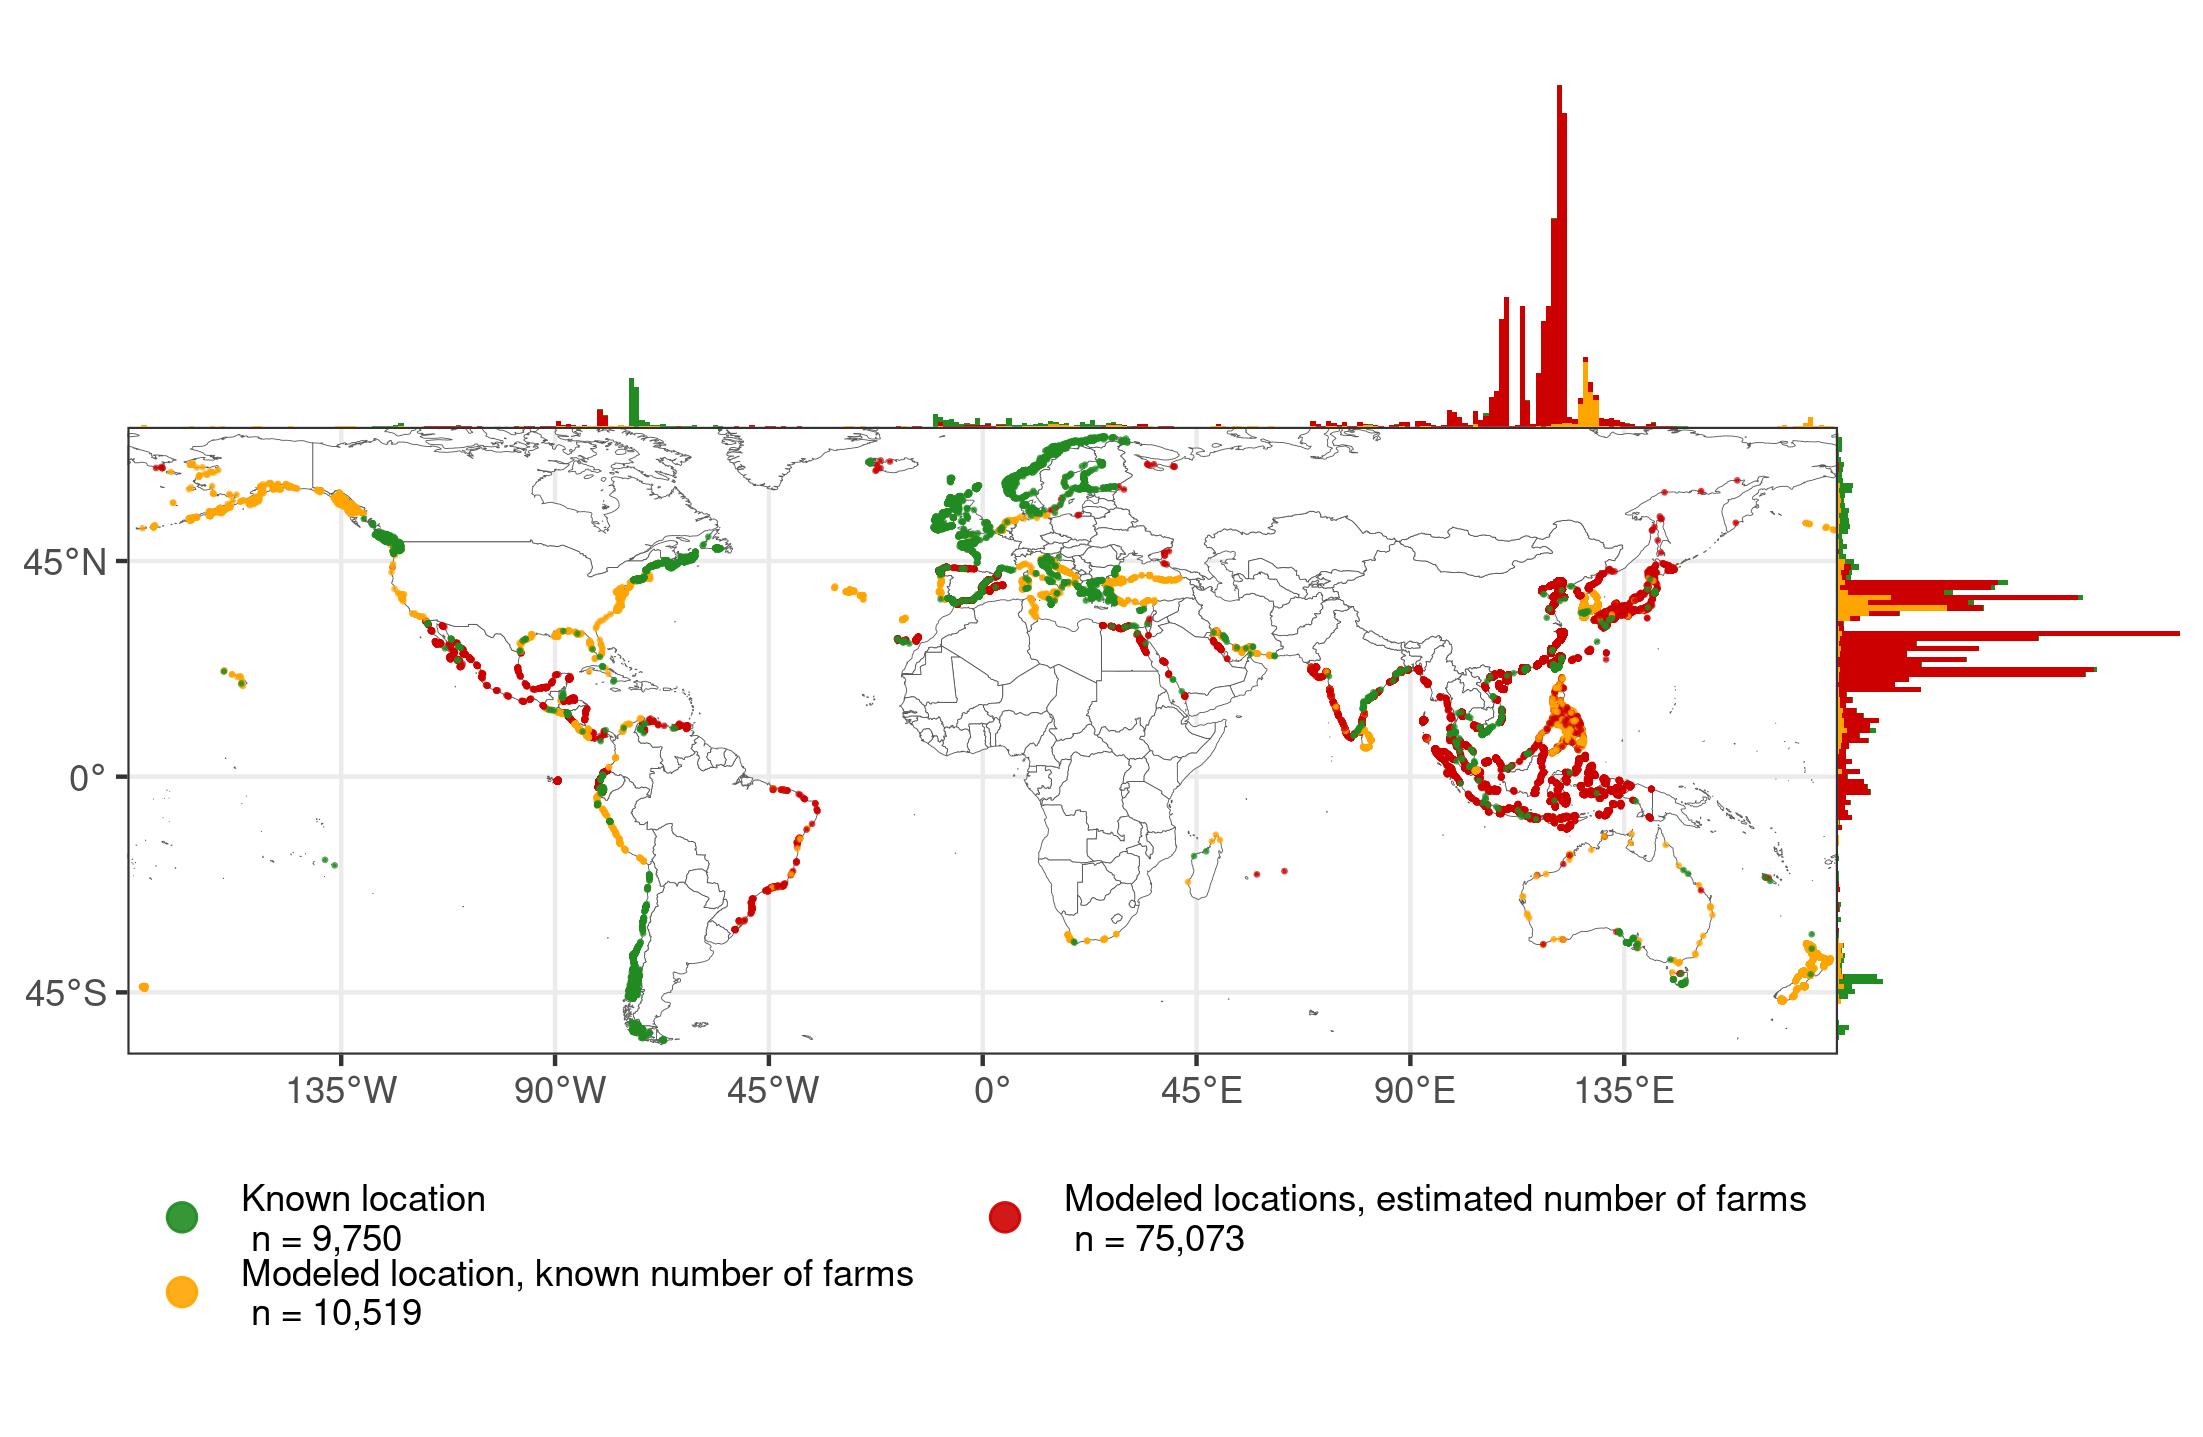 45°N
0°
45°S
135°W
90°W
45°W
0°
45°E
90°E
135°E
Known location
n = 9,750
Modeled location, known number of farms
n = 10,519
Modeled locations, estimated number of farms
n = 75,073